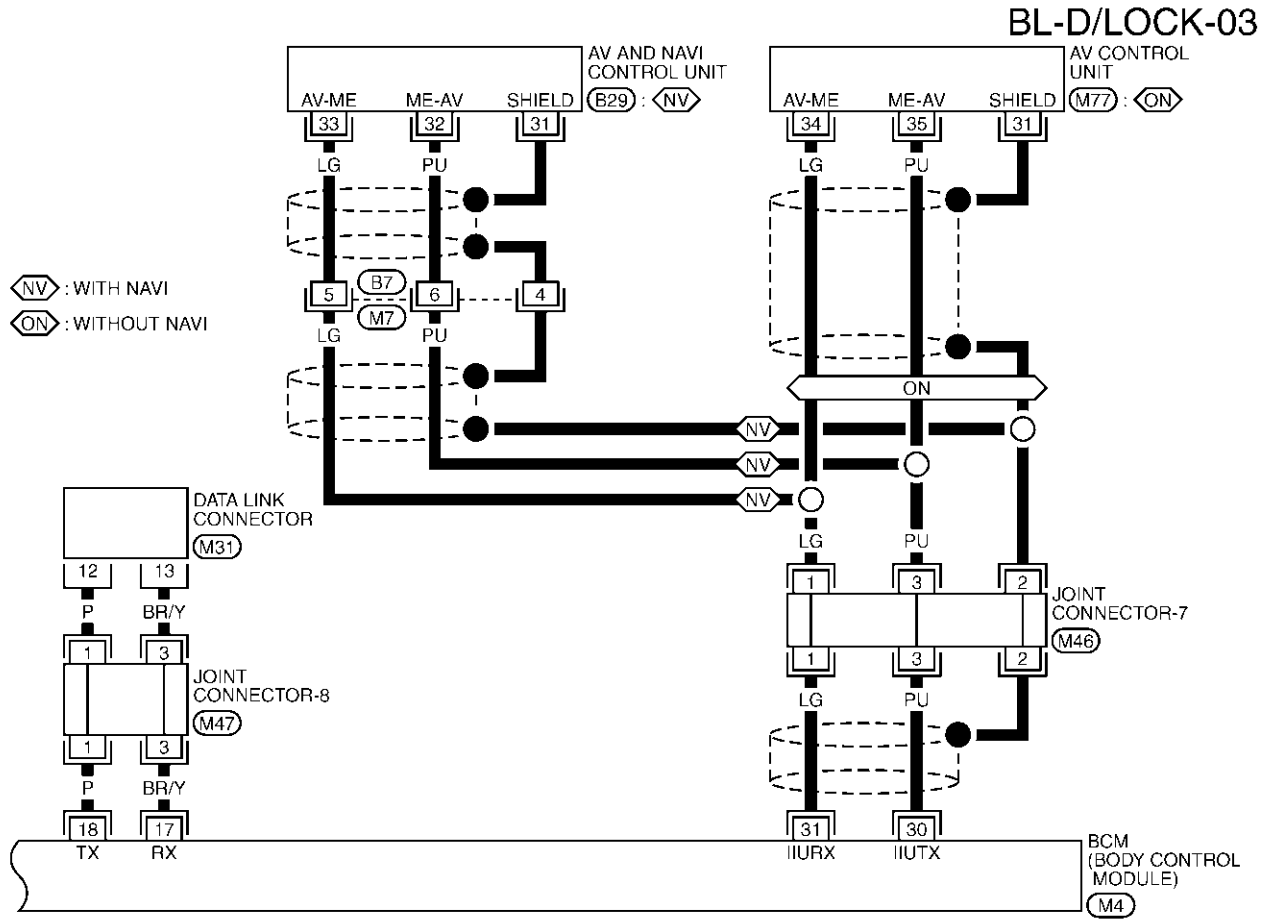 BL-D/LOCK-03
AV AND NAVI
CONTROL UNIT
B29 : NV
AV CONTROL
UNIT
M77 : ON
AV-ME ME-AV SHIELD
AV-ME ME-AV SHIELD
33 32 31
34 35 31
LG PU
LG PU
NV : WITH NAVI
ON : WITHOUT NAVI
B7
5 6 4
M7
LG PU
ON
NV
NV
NV
DATA LINK
CONNECTOR
M31
12 13
P BR/Y
1 3
JOINT
CONNECTOR-8
M47
1 3
P BR/Y
18 17
TX RX
LG PU
1 3 2
JOINT
CONNECTOR-7
M46
1 3 2
LG PU
31 30
IIURX IIUTX
BCM
(BODY CONTROL
MODULE)
M4